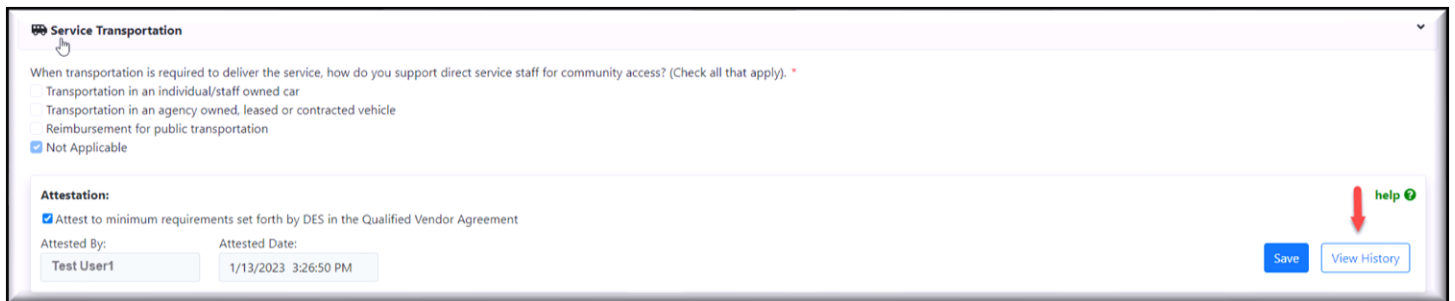 Service Transportation
When transportation is required to deliver the service, how do you support direct service staff for community access? (Check all that apply). *
Transportation in an individual/staff owned car
Transportation in an agency owned, leased or contracted vehicle
Reimbursement for public transportation
Not Applicable
Attestation:
help
Attest to minimum requirements set forth by DES in the Qualified Vendor Agreement
Attested By: Attested Date:
Test User1 1/13/2023 3:26:50 PM
Save View History